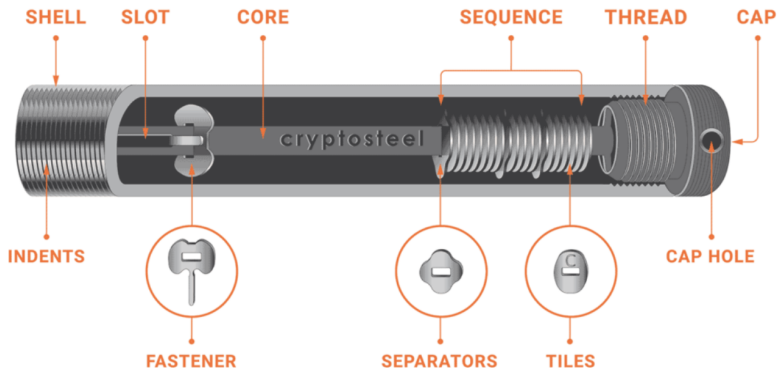 SHELL
SLOT
CORE
SEQUENCE
THREAD
CAP
cryptosteel
INDENTS
CAP HOLE
C
FASTENER
SEPARATORS
TILES